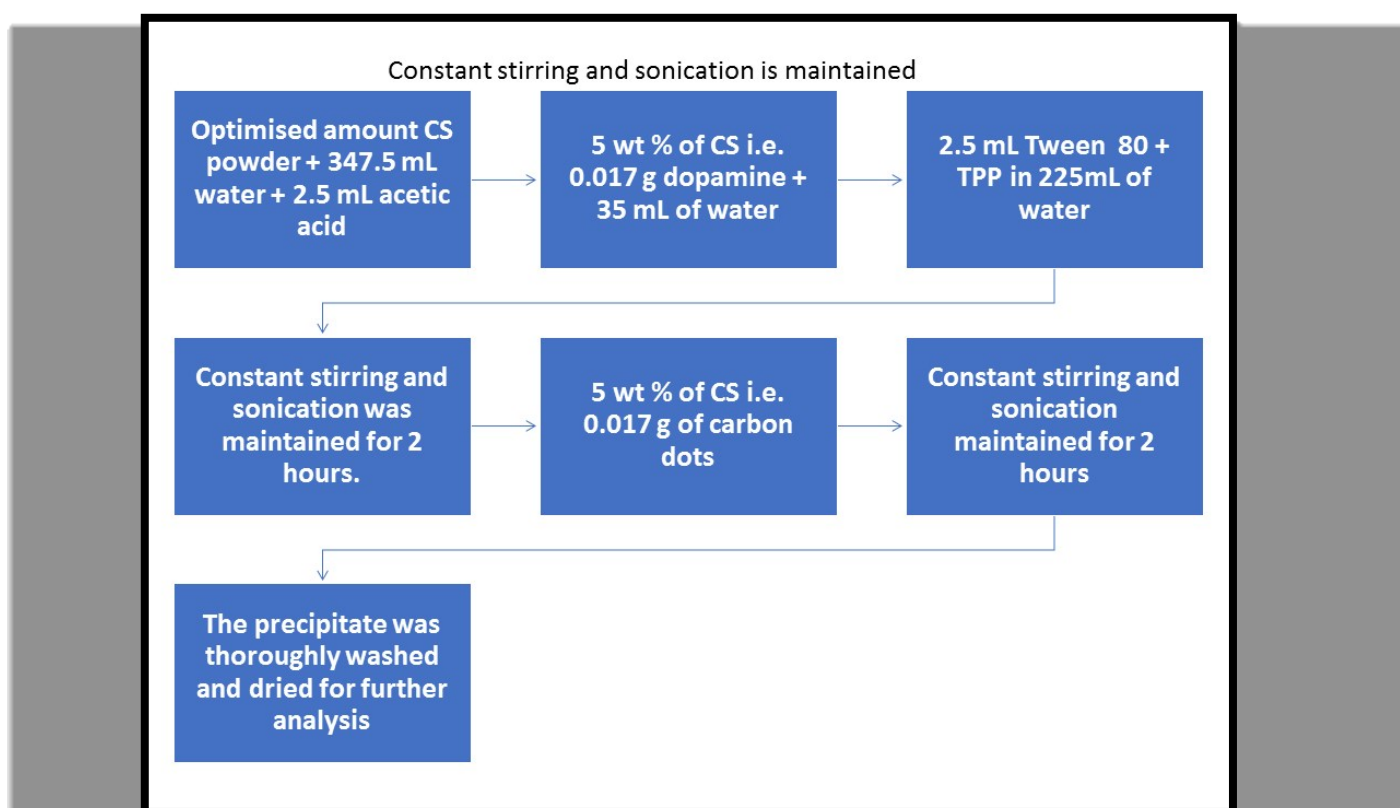 Constant stirring and sonication is maintained
Optimised amount CS
powder + 347.5 mL
water + 2.5 mL acetic
acid
5 wt % of CS i.e.
0.017 g dopamine +
35 mL of water
2.5 mL Tween 80 +
TPP in 225mL of
water
Constant stirring and
sonication was
maintained for 2
hours.
5 wt % of CS i.e.
0.017 g of carbon
dots
Constant stirring and
sonication
maintained for 2
hours
The precipitate was
thoroughly washed
and dried for further
analysis